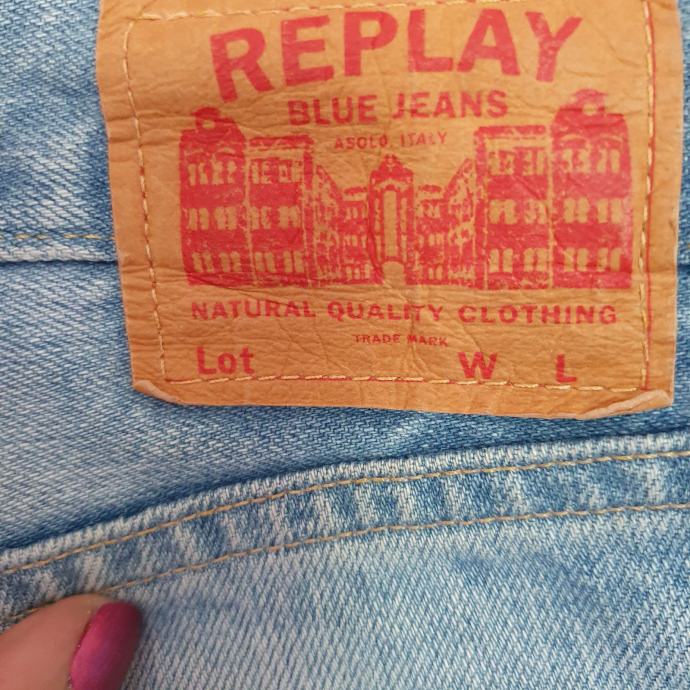 REPLAY
BLUE JEANS
ASOLO, ITALY
NATURAL QUALITY CLOTHING
TRADE MARK
Lot W L